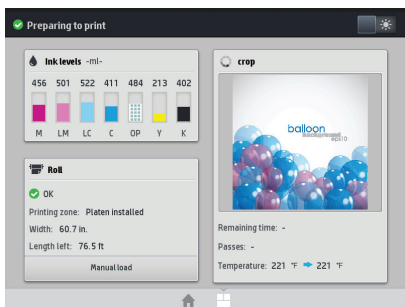 Preparing to print
Ink levels -ml-
456 501 522 411 484 213 402
M LM LC C OP Y K
Roll
OK
Printing zone: Platen installed
Width: 60.7 in.
Length left: 76.5 ft
Manual load
crop
balloon
background
eps10
Remaining time: -
Passes: -
Temperature: 221 °F ➡ 221 °F